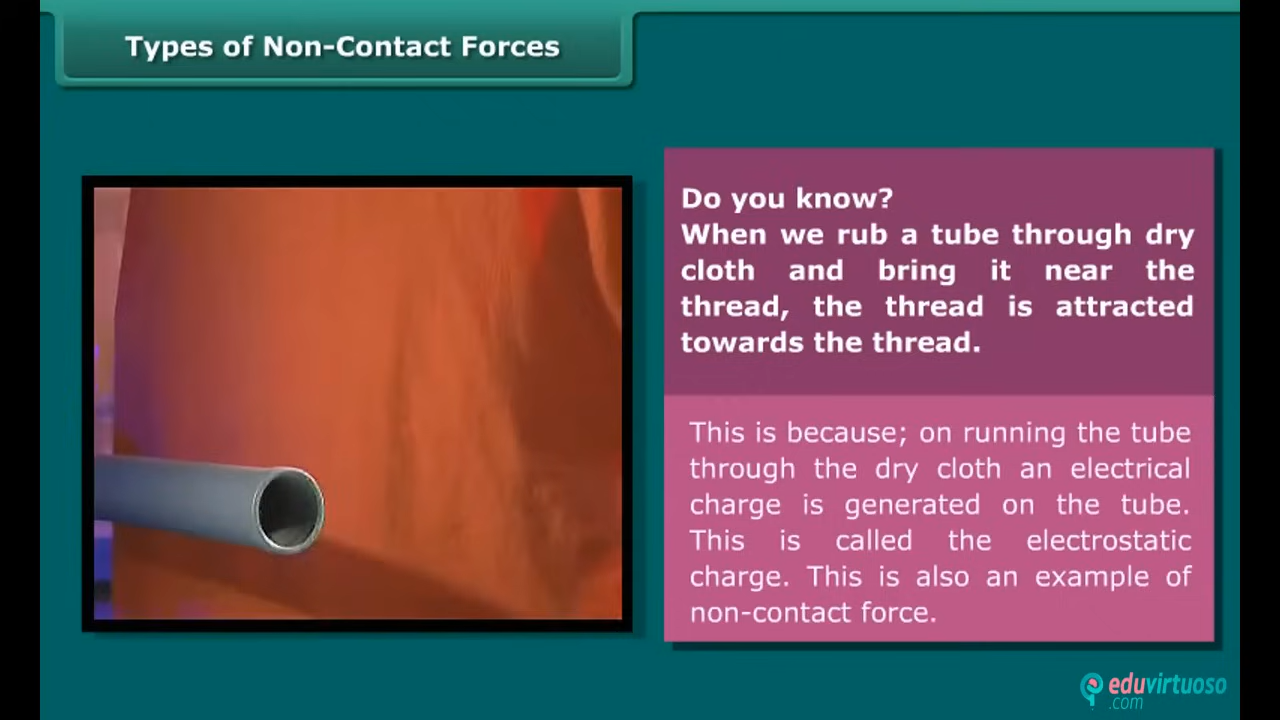 Types of Non-Contact Forces
Do you know?
When we rub a tube through dry
cloth and bring it near the
thread, the thread is attracted
towards the thread.
This is because; on running the tube
through the dry cloth an electrical
charge is generated on the tube.
This is called the electrostatic
charge. This is also an example of
non-contact force.
eduvirtuoso
.com